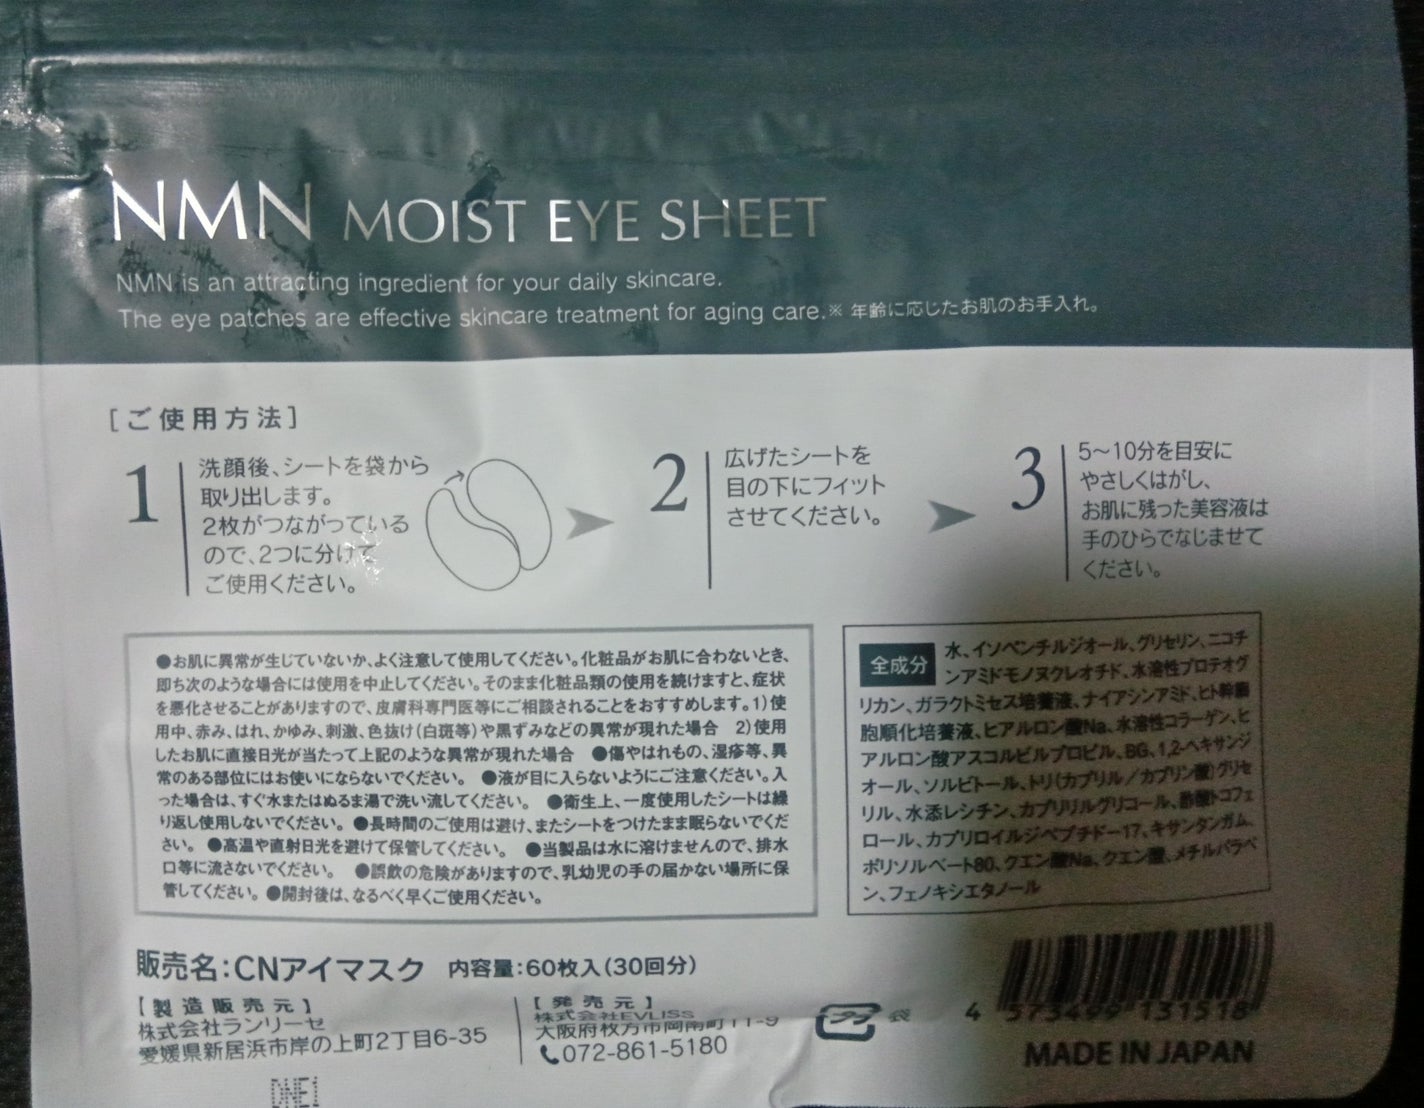 NMN MOIST EYE SHEET
NMN is an attracting ingredient for your daily skincare.
The eye patches are effective skincare treatment for aging care.※ 年齢に応じたお肌のお手入れ。
[ご使用方法]
1
洗顔後、シートを袋から
取り出します。
2枚がつながっている
ので、2つに分けて
ご使用ください。
2
広げたシートを
目の下にフィット
させてください。
3
5〜10分を目安に
やさしくはがし、
お肌に残った美容液は
手のひらでなじませて
ください。
●お肌に異常が生じていないか、よく注意して使用してください。化粧品がお肌に合わないとき、
即ち次のような場合には使用を中止してください。そのまま化粧品類の使用を続けますと、症状
を悪化させることがありますので、皮膚科専門医等にご相談されることをおすすめします。1)使
用中、赤み、はれ、かゆみ、刺激、色抜け(白斑等)や黒ずみなどの異常が現れた場合 2)使用
したお肌に直接日光が当たって上記のような異常が現れた場合 ●傷やはれもの、湿疹等、異
常のある部位にはお使いにならないでください。 ●液が目に入らないようにご注意ください。入
った場合は、すぐ水またはぬるま湯で洗い流してください。 ●衛生上、一度使用したシートは繰
り返し使用しないでください。 ●長時間のご使用は避け、またシートをつけたまま眠らないでくだ
さい。 ●高温や直射日光を避けて保管してください。 ●当製品は水に溶けませんので、排水
口等に流さないでください。 ●誤飲の危険がありますので、乳幼児の手の届かない場所に保
管してください。 ●開封後は、なるべく早くご使用ください。
全成分 水、イソペンチルジオール、グリセリン、ニコチ
ンアミドモノヌクレオチド、水溶性プロテオグ
リカン、ガラクトミセス培養液、ナイアシンアミド、ヒト幹細
胞順化培養液、ヒアルロン酸Na、水溶性コラーゲン、ヒ
アルロン酸アスコルビルプロピル、BG、1,2-ヘキサンジ
オール、ソルビトール、トリ(カプリル/カプリン酸)グリセ
リル、水添レシチン、カプリリルグリコール、酢酸トコフェ
ロール、カプロイルジペプチド-17、キサンタンガム、
ポリソルベート80、クエン酸Na、クエン酸、メチルパラベ
ン、フェノキシエタノール
販売名:CNアイマスク 内容量:60枚入(30回分)
【製造販売元】
株式会社ランリーセ
愛媛県新居浜市岸の上町2丁目6-35
【発売元】
株式会社EVLISS
大阪府枚方市岡南町11-9
072-861-5180
プラ 袋
4 573499 131518
MADE IN JAPAN
DNE1